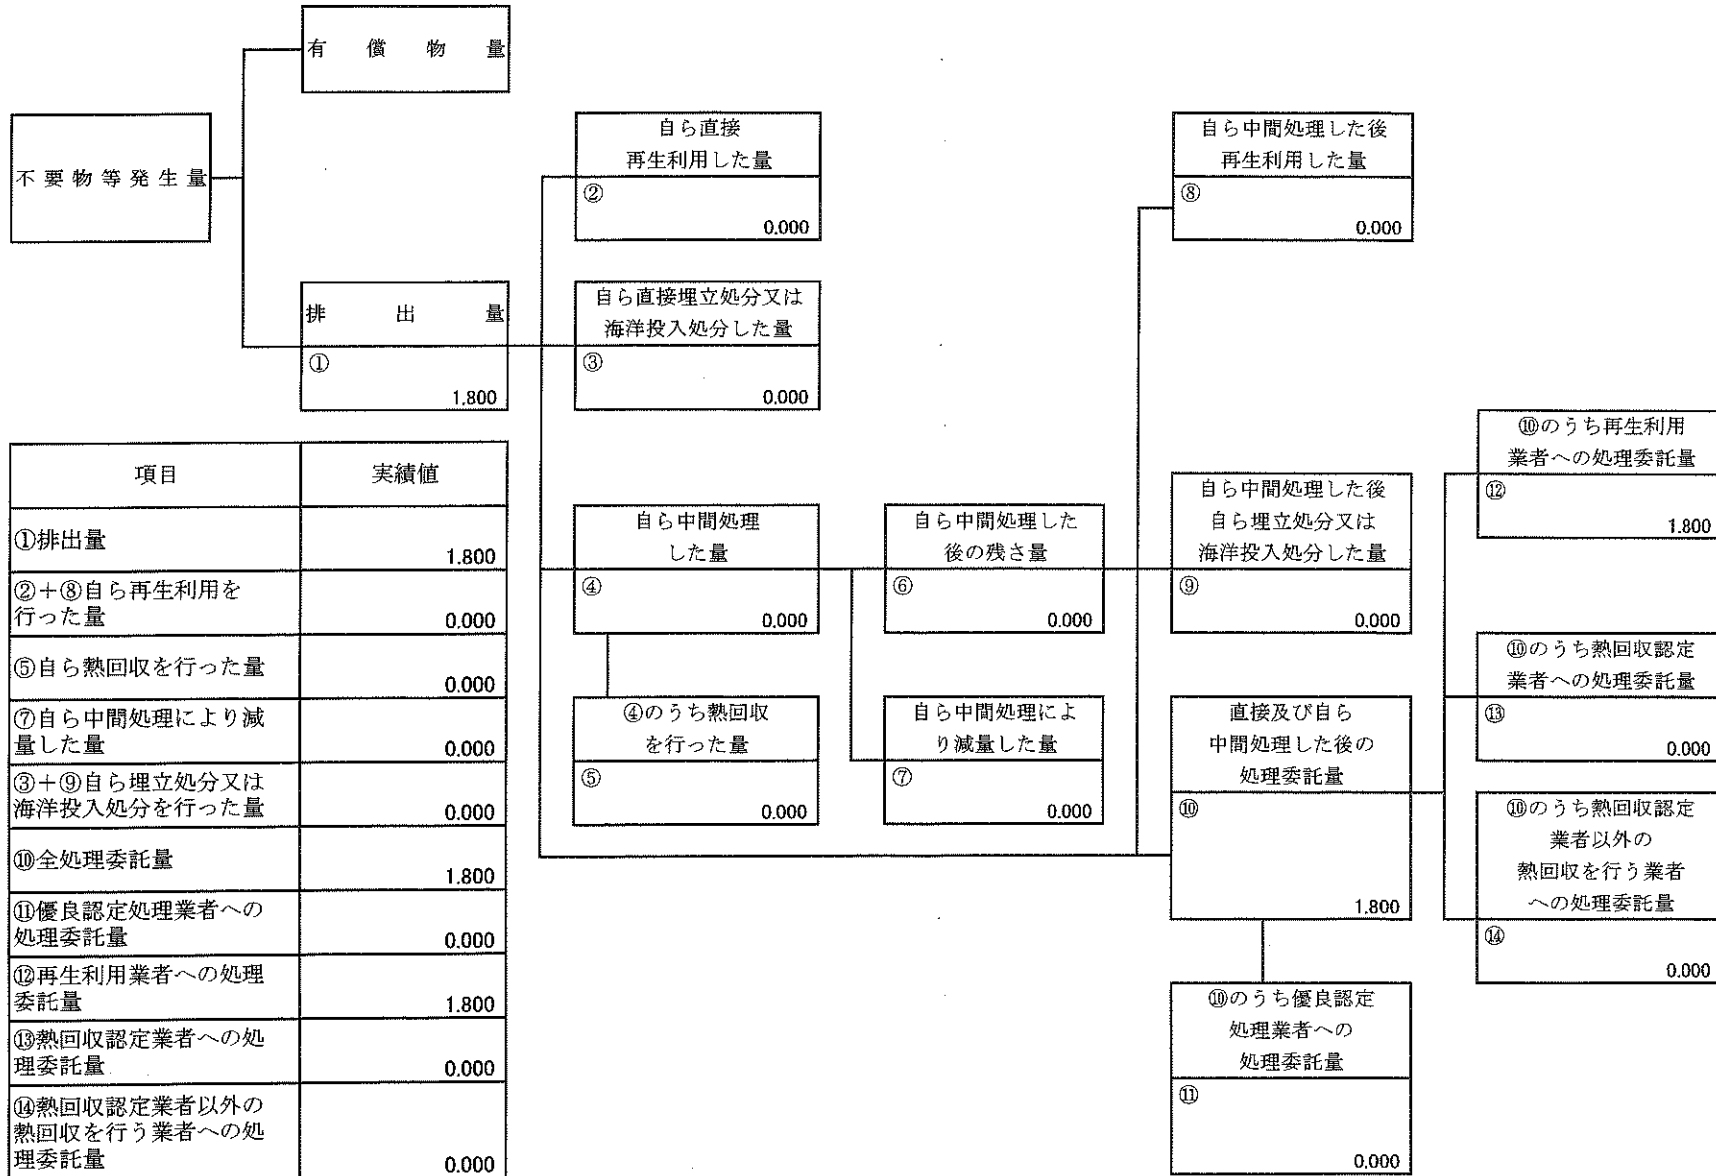 有償物量
不要物等発生量
排出量
①
1.800
自ら直接
再生利用した量
②
0.000
自ら直接埋立処分又は
海洋投入処分した量
③
0.000
自ら中間処理
した量
④
0.000
④のうち熱回収
を行った量
⑤
0.000
自ら中間処理した
後の残さ量
⑥
0.000
自ら中間処理によ
り減量した量
⑦
0.000
自ら中間処理した後
再生利用した量
⑧
0.000
自ら中間処理した後
自ら埋立処分又は
海洋投入処分した量
⑨
0.000
直接及び自ら
中間処理した後の
処理委託量
⑩
1.800
⑩のうち優良認定
処理業者への
処理委託量
⑪
0.000
⑩のうち再生利用
業者への処理委託量
⑫
1.800
⑩のうち熱回収認定
業者への処理委託量
⑬
0.000
⑩のうち熱回収認定
業者以外の
熱回収を行う業者
への処理委託量
⑭
0.000
項目 実績値
①排出量 1.800
②+⑧自ら再生利用を
行った量 0.000
⑤自ら熱回収を行った量 0.000
⑦自ら中間処理により減
量した量 0.000
③+⑨自ら埋立処分又は
海洋投入処分を行った量 0.000
⑩全処理委託量 1.800
⑪優良認定処理業者への
処理委託量 0.000
⑫再生利用業者への処理
委託量 1.800
⑬熱回収認定業者への処
理委託量 0.000
⑭熱回収認定業者以外の
熱回収を行う業者への処
理委託量 0.000